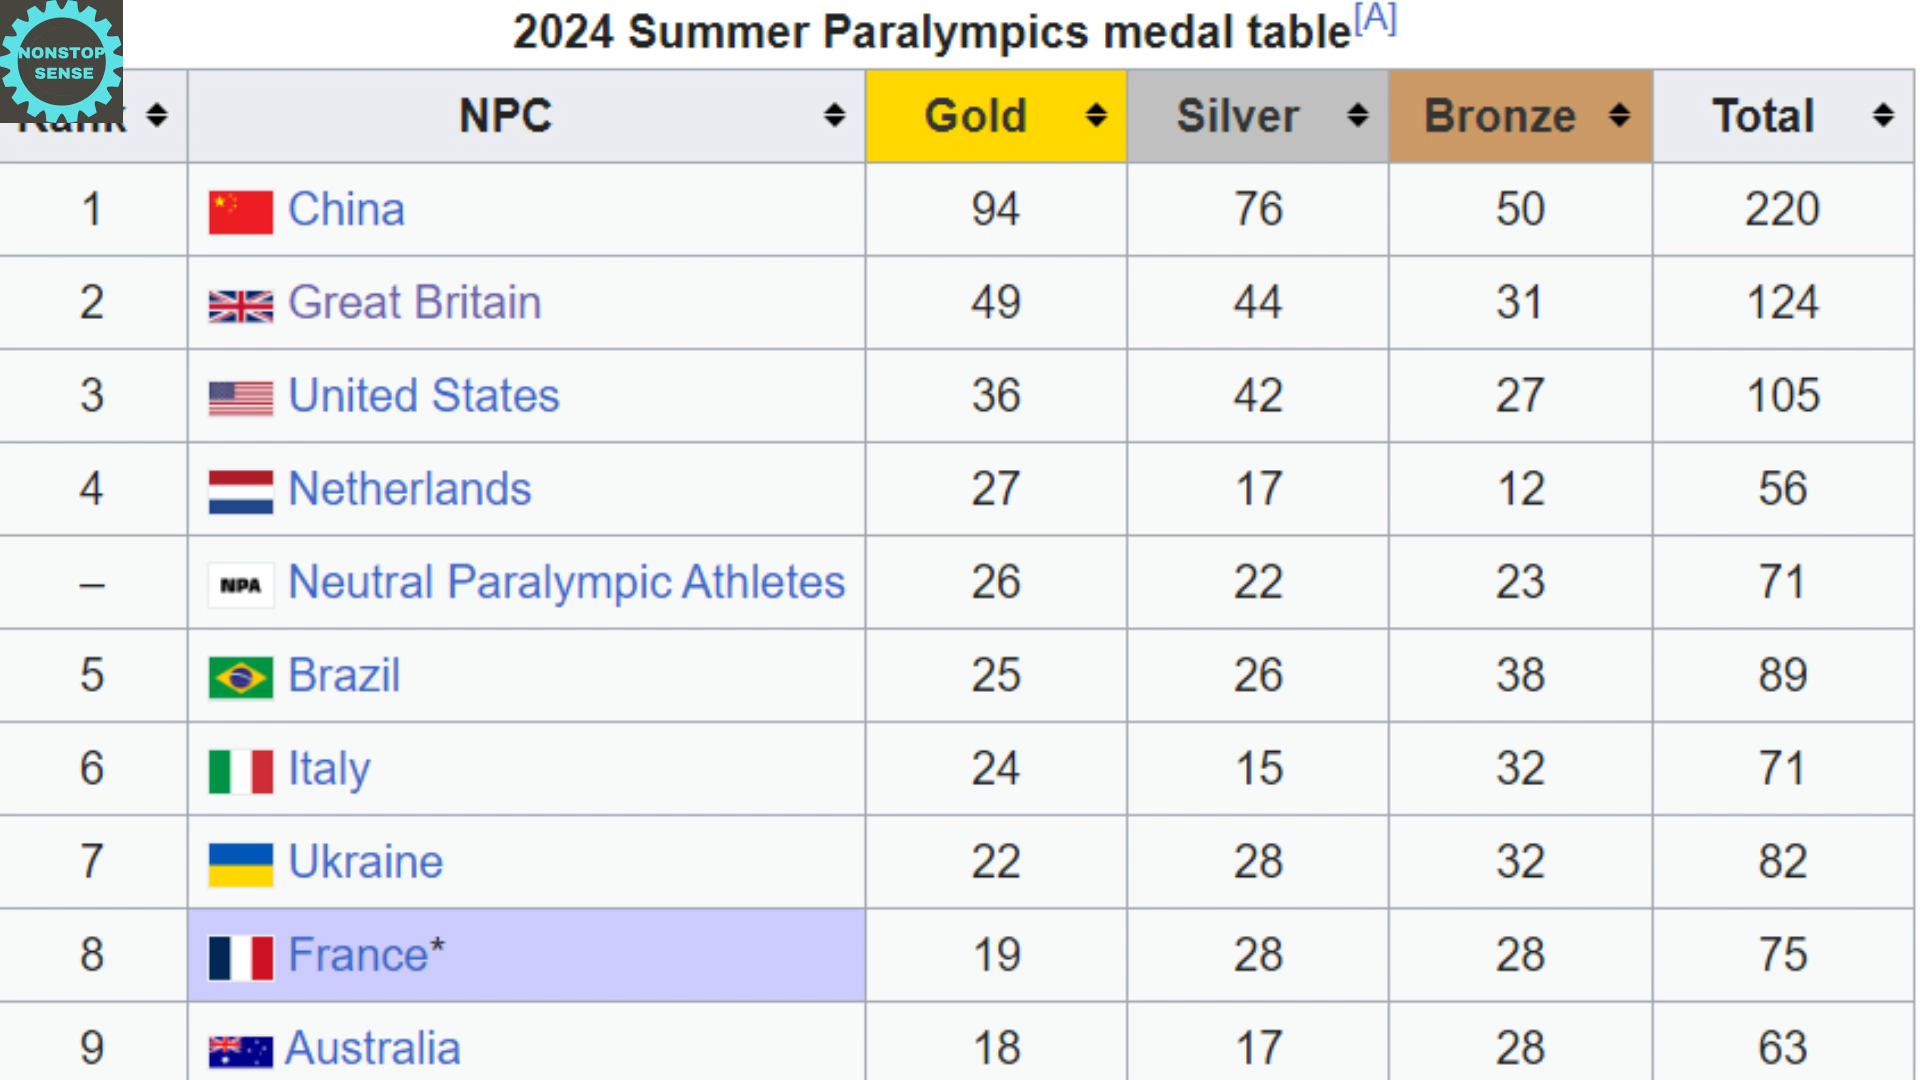 2024 Summer Paralympics medal table[A]
NONSTOP
SENSE
Rank NPC Gold Silver Bronze Total
1 China 94 76 50 220
2 Great Britain 49 44 31 124
3 United States 36 42 27 105
4 Netherlands 27 17 12 56
– NPA Neutral Paralympic Athletes 26 22 23 71
5 Brazil 25 26 38 89
6 Italy 24 15 32 71
7 Ukraine 22 28 32 82
8 France* 19 28 28 75
9 Australia 18 17 28 63